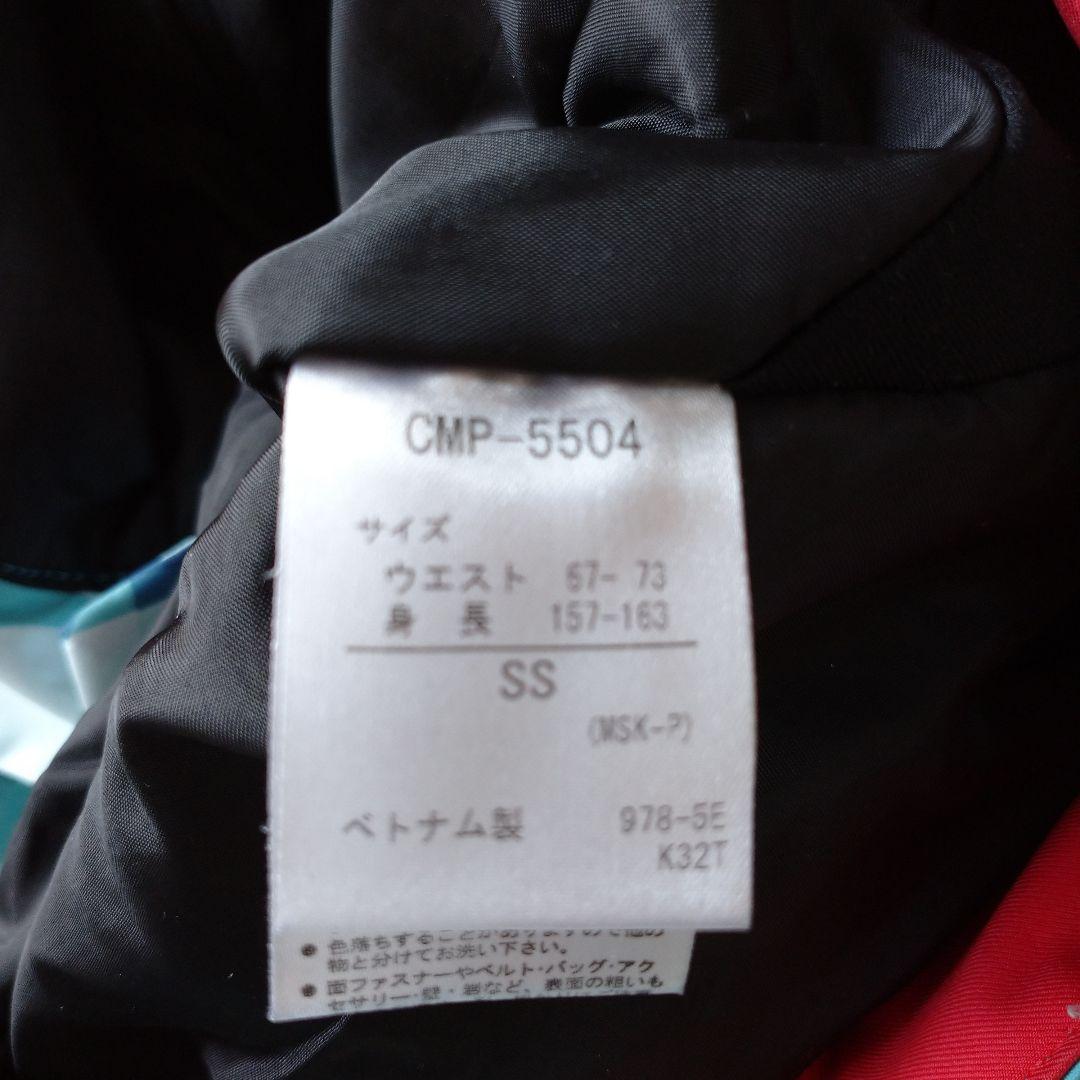 CMP-5504
サイズ
ウエスト 67- 73
身 長 157-163
SS
(MSK-P)
ベトナム製 978-5E
K32T
● 色落ちすることがありますので他の
物と分けてお洗い下さい。
● 面ファスナーやベルト・バッグ・アク
セサリー・壁・岩など、表面の粗いも